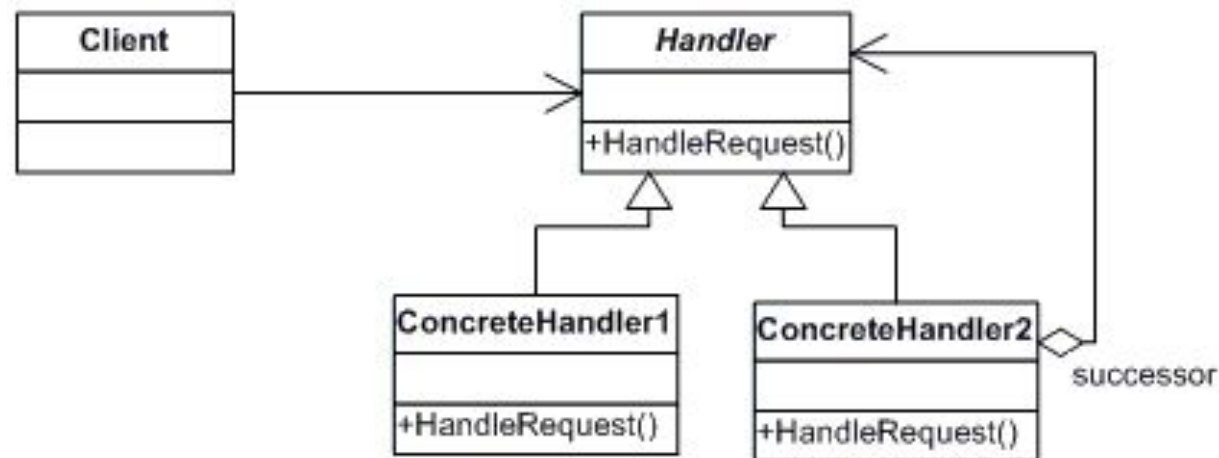 Client
Handler
+HandleRequest()
ConcreteHandler1
+HandleRequest()
ConcreteHandler2
+HandleRequest()
successor